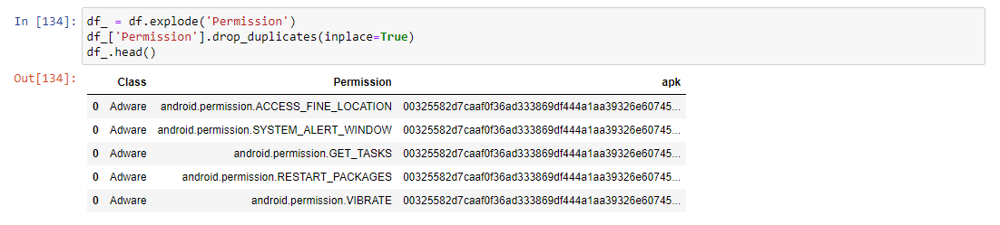 In [134]: df_ = df.explode('Permission')
df_['Permission'].drop_duplicates(inplace=True)
df_.head()
Out[134]:
Class Permission apk
0 Adware android.permission.ACCESS_FINE_LOCATION 00325582d7caaf0f36ad333869df444a1aa39326e60745...
0 Adware android.permission.SYSTEM_ALERT_WINDOW 00325582d7caaf0f36ad333869df444a1aa39326e60745...
0 Adware android.permission.GET_TASKS 00325582d7caaf0f36ad333869df444a1aa39326e60745...
0 Adware android.permission.RESTART_PACKAGES 00325582d7caaf0f36ad333869df444a1aa39326e60745...
0 Adware android.permission.VIBRATE 00325582d7caaf0f36ad333869df444a1aa39326e60745...